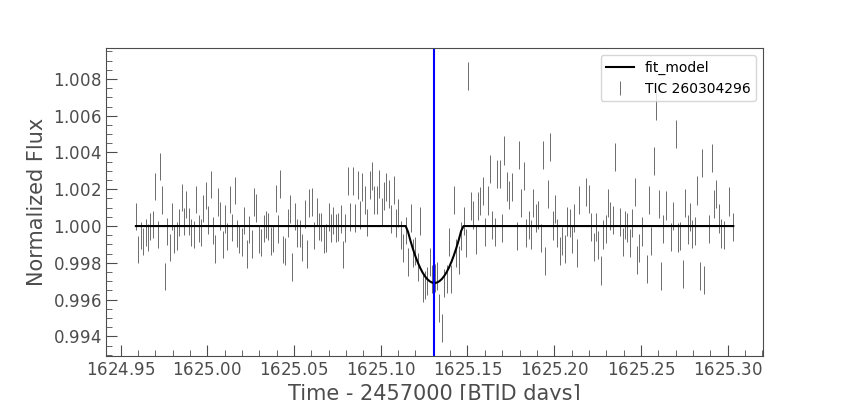 fit_model
TIC 260304296
Normalized Flux
1.008
1.006
1.004
1.002
1.000
0.998
0.996
0.994
1624.95 1625.00 1625.05 1625.10 1625.15 1625.20 1625.25 1625.30
Time - 2457000 [BTJD days]